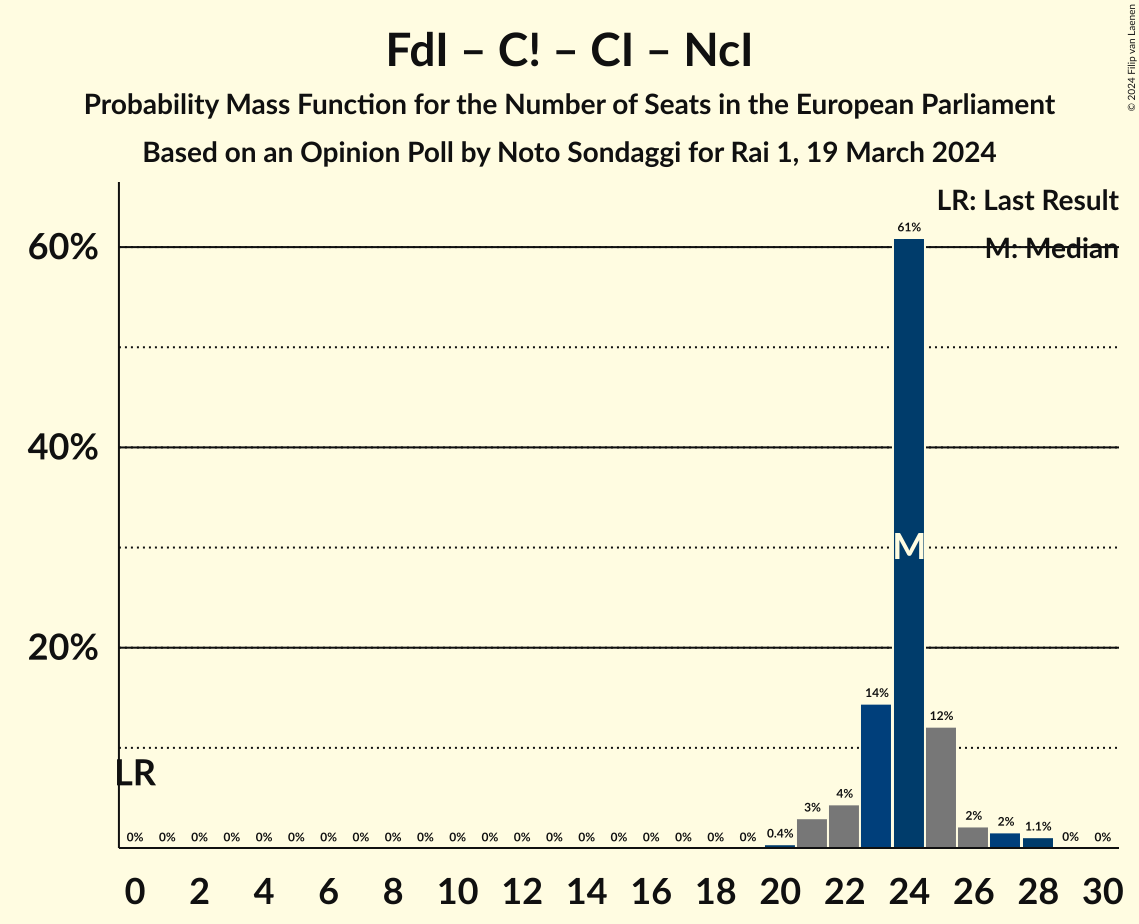 FdI – C! – CI – NcI
Probability Mass Function for the Number of Seats in the European Parliament
Based on an Opinion Poll by Noto Sondaggi for Rai 1, 19 March 2024
© 2024 Filip van Laenen
LR: Last Result
M: Median
61%
60%
40%
M
20%
14%
12%
LR
4%
3%
2%
2%
1.1%
0.4%
0% 0% 0% 0% 0% 0% 0% 0% 0% 0% 0% 0% 0% 0% 0% 0% 0% 0% 0% 0% 0% 0%
0 2 4 6 8 10 12 14 16 18 20 22 24 26 28 30